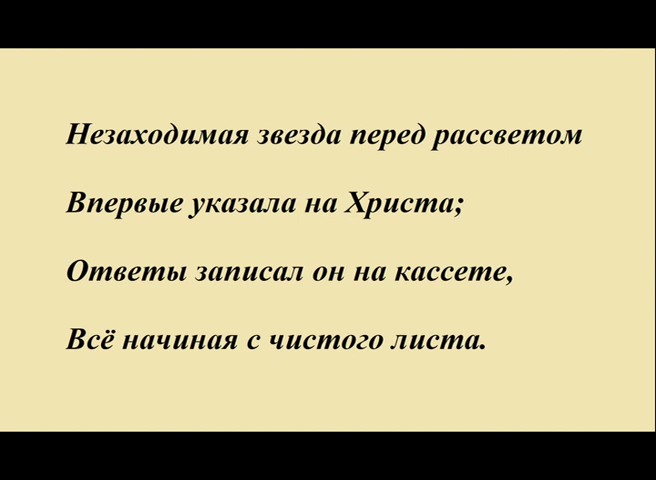 Незаходимая звезда перед рассветом
Впервые указала на Христа;
Ответы записал он на кассете,
Всё начиная с чистого листа.